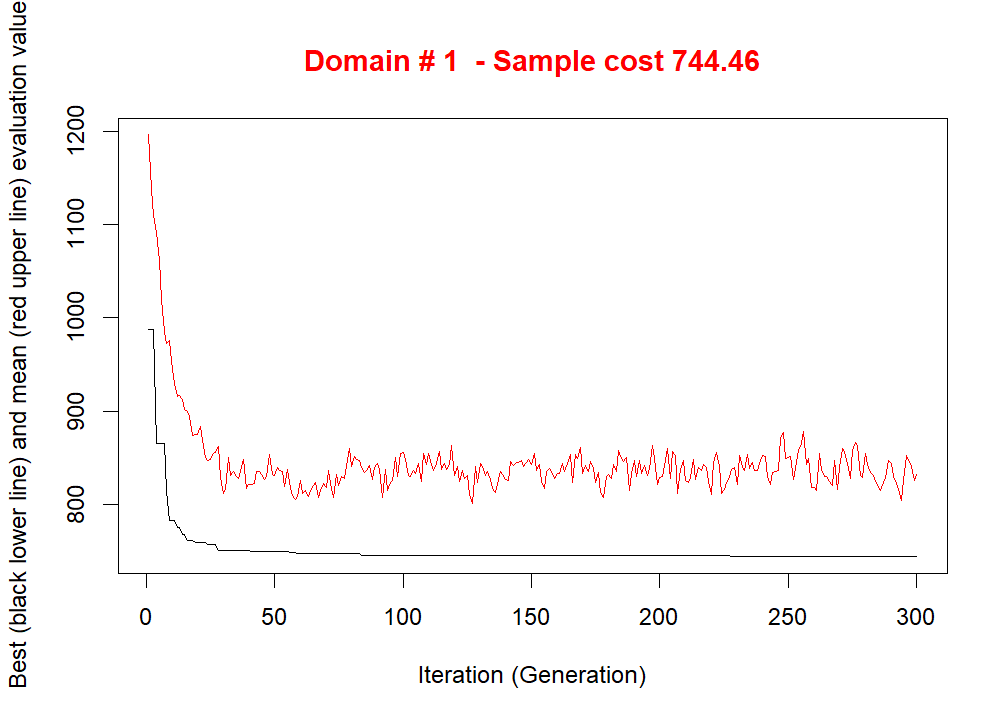 Domain # 1  - Sample cost 744.46
Best (black lower line) and mean (red upper line) evaluation value
1200
1100
1000
900
800
0 50 100 150 200 250 300
Iteration (Generation)